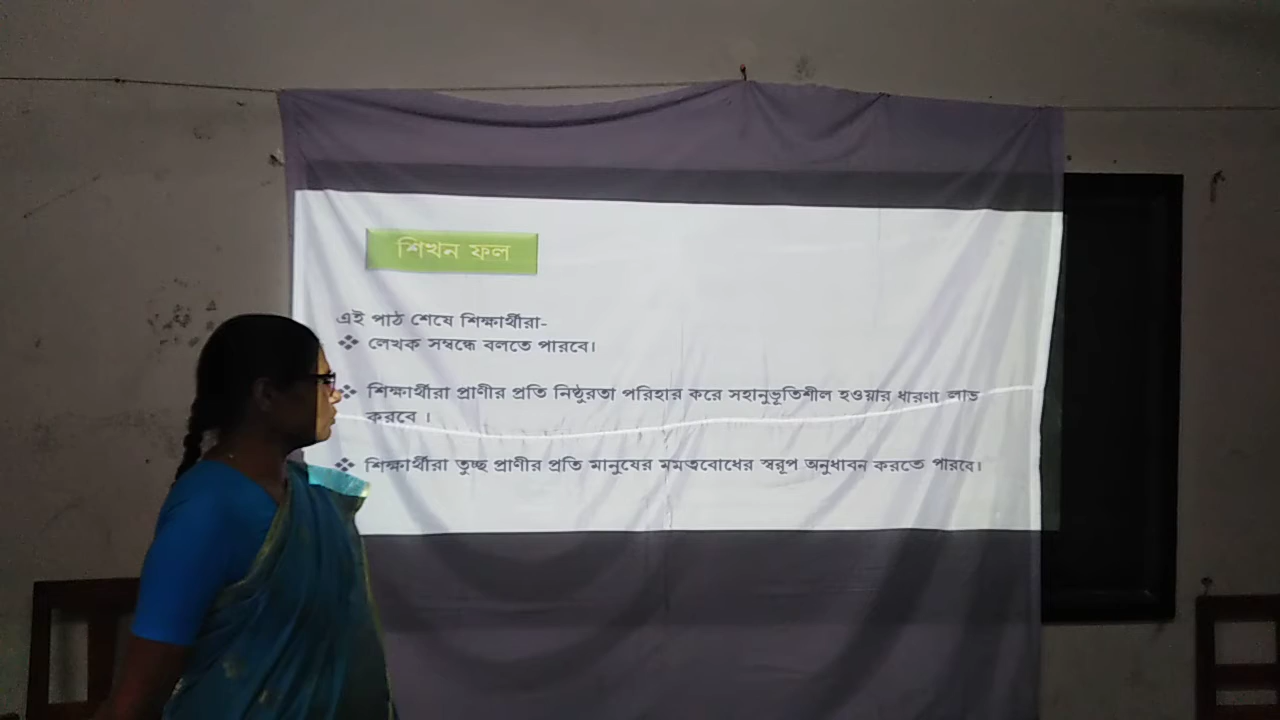 শিখন ফল
এই পাঠ শেষে শিক্ষার্থীরা-
❖ লেখক সম্বন্ধে বলতে পারবে।
❖ শিক্ষার্থীরা প্রাণীর প্রতি নিষ্ঠুরতা পরিহার করে সহানুভূতিশীল হওয়ার ধারণা লাভ
করবে ।
❖ শিক্ষার্থীরা তুচ্ছ প্রাণীর প্রতি মানুষের মমত্ববোধের স্বরূপ অনুধাবন করতে পারবে।